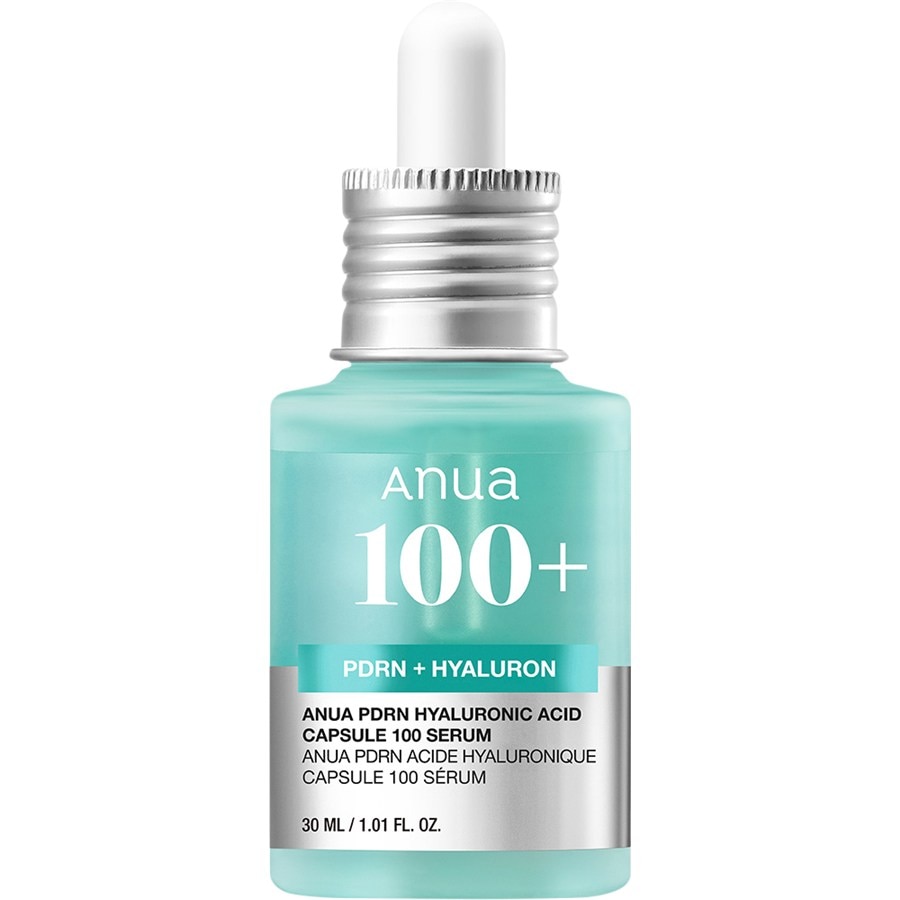 Anua
100+
PDRN + HYALURON
ANUA PDRN HYALURONIC ACID
CAPSULE 100 SERUM
ANUA PDRN ACIDE HYALURONIQUE
CAPSULE 100 SÉRUM
30 ML / 1.01 FL. OZ.